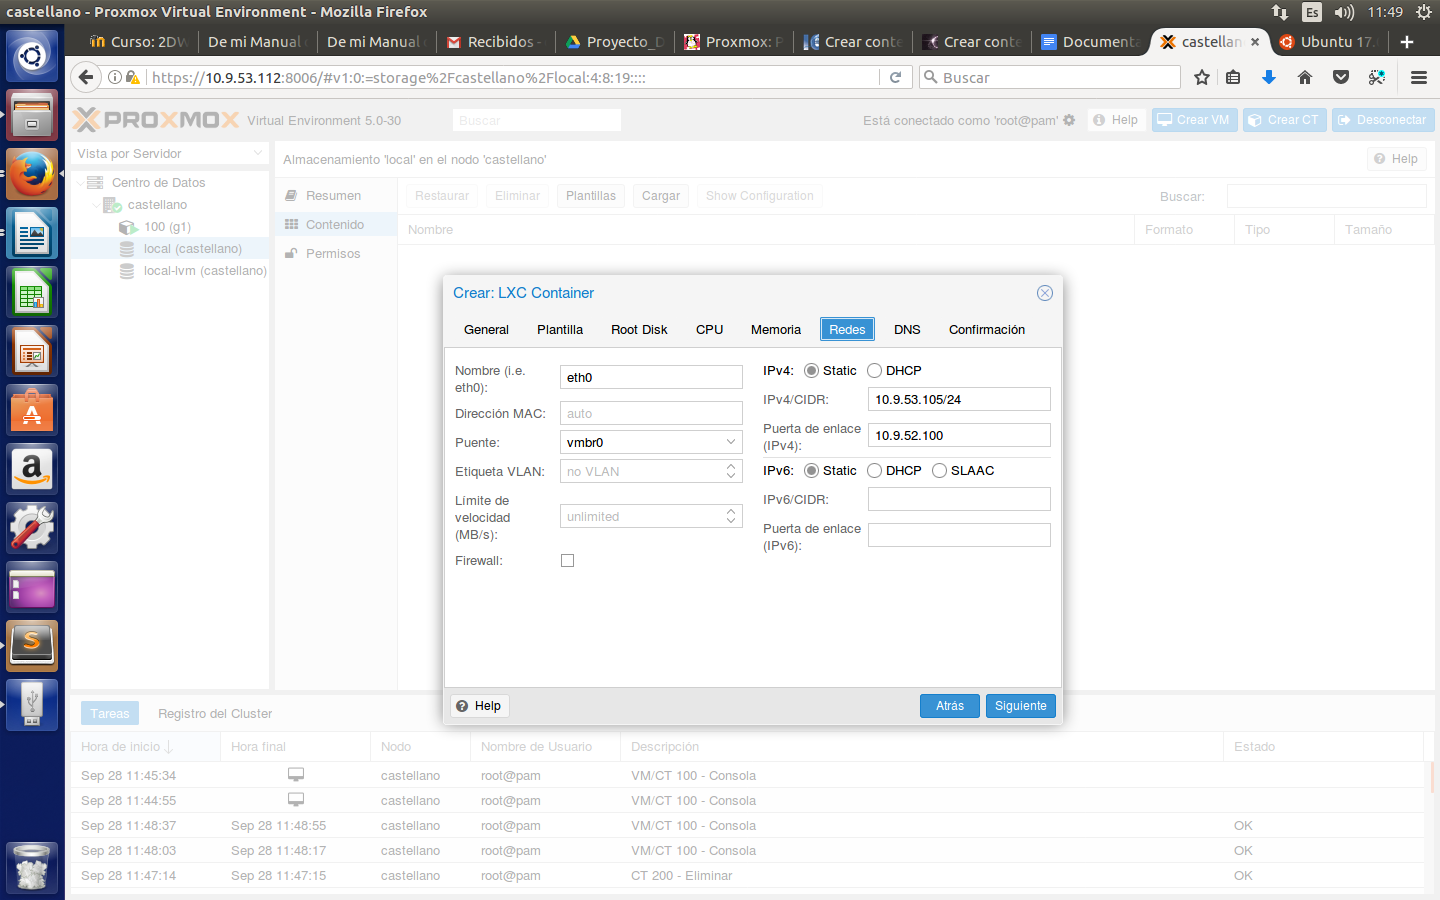 castellano - Proxmox Virtual Environment - Mozilla Firefox
Es
11:49
Curso: 2DW
De mi Manual
De mi Manual
Recibidos -
Proyecto_D
Proxmox: P
Crear conte
Crear conte
Documenta
castellan
Ubuntu 17.
https://10.9.53.112:8006/#v1:0:=storage%2Fcastellano%2Flocal:4:8:19::::
Buscar
PROXMOX
Virtual Environment 5.0-30
Buscar
Está conectado como 'root@pam'
Help
Crear VM
Crear CT
Desconectar
Vista por Servidor
Centro de Datos
castellano
100 (g1)
local (castellano)
local-lvm (castellano)
Almacenamiento 'local' en el nodo 'castellano'
Help
Resumen
Contenido
Permisos
Restaurar
Eliminar
Plantillas
Cargar
Show Configuration
Buscar:
Nombre
Formato
Tipo
Tamaño
Crear: LXC Container
General
Plantilla
Root Disk
CPU
Memoria
Redes
DNS
Confirmación
Nombre (i.e.
eth0):
eth0
Dirección MAC:
auto
Puente:
vmbr0
Etiqueta VLAN:
no VLAN
Límite de
velocidad
(MB/s):
unlimited
Firewall:
IPv4:
Static
DHCP
IPv4/CIDR:
10.9.53.105/24
Puerta de enlace
(IPv4):
10.9.52.100
IPv6:
Static
DHCP
SLAAC
IPv6/CIDR:
Puerta de enlace
(IPv6):
Help
Atrás
Siguiente
Tareas
Registro del Cluster
Hora de inicio
Hora final
Nodo
Nombre de Usuario
Descripción
Estado
Sep 28 11:45:34
castellano
root@pam
VM/CT 100 - Consola
Sep 28 11:44:55
castellano
root@pam
VM/CT 100 - Consola
Sep 28 11:48:37
Sep 28 11:48:55
castellano
root@pam
VM/CT 100 - Consola
OK
Sep 28 11:48:03
Sep 28 11:48:17
castellano
root@pam
VM/CT 100 - Consola
OK
Sep 28 11:47:14
Sep 28 11:47:15
castellano
root@pam
CT 200 - Eliminar
OK